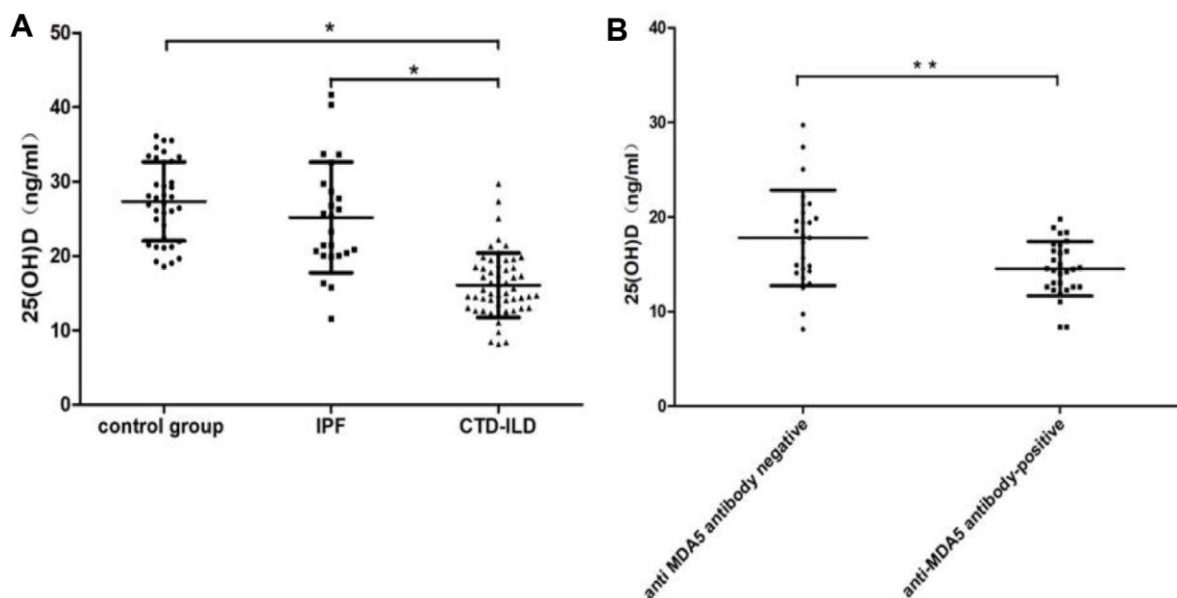 A
50
40
30
20
10
0
25(OH)D（ng/ml）
*
*
control group
IPF
CTD-ILD
B
40
30
20
10
0
25(OH)D（ng/ml）
**
anti MDA5 antibody negative
anti-MDA5 antibody-positive